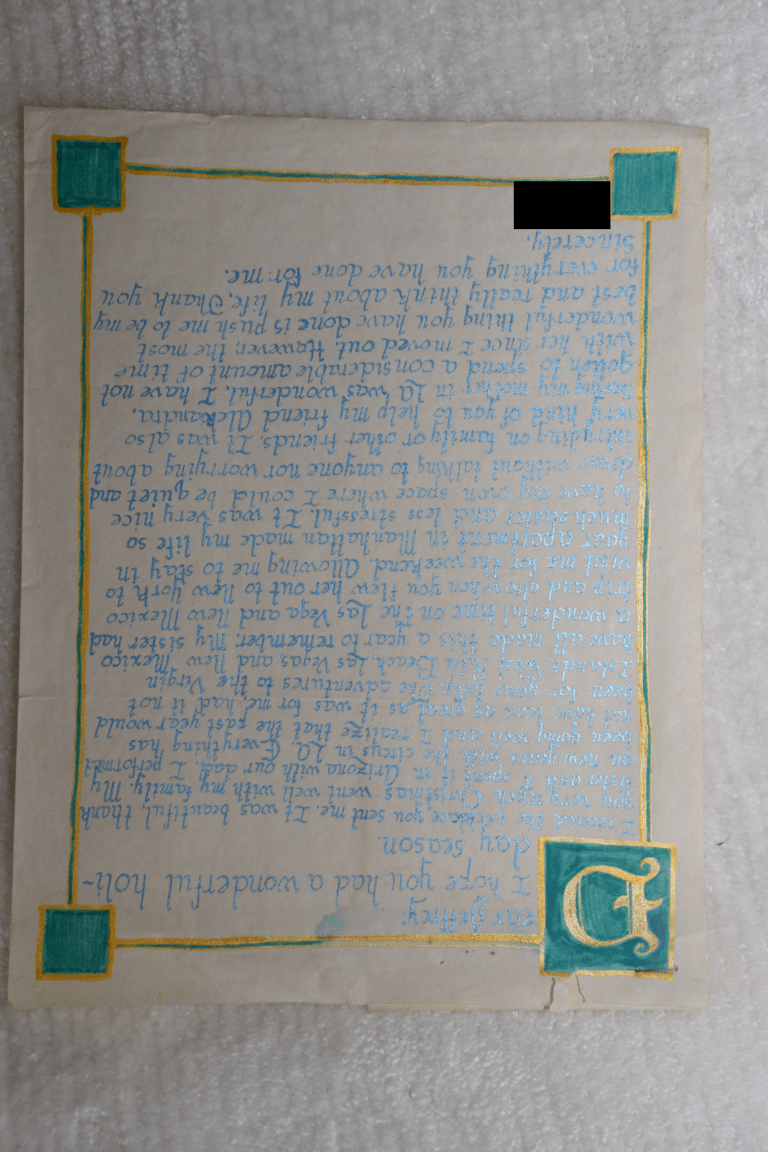 Dear Jeffrey;
I hope you had a wonderful holi-
day season.
I received the necklace you sent me. It was beautiful, thank
you very much. Christmas went well with my family. My
sister and I spent it in Arizona with our dad. I performed
on new years with the circus in LA. Everything has
been going well and I realize that the past year would
not have been as great as it was for me, had it not
been for your help. The adventures to the Virgin
Islands, West Palm Beach, Las Vegas and New Mexico
have all made this a year to remember. My sister had
a wonderful time on the Las Vega and New Mexico
trip and also when you flew her out to New York to
visit me for the weekend. Allowing me to stay in
your apartment in Manhattan made my life so
much easier and less stressful. It was very nice
to have my own space where I could be quiet and
draw without talking to anyone nor worrying about
intruding on family or other friends. It was also
very kind of you to help my friend Alexandra.
Seeing my mother in LA was wonderful. I have not
gotten to spend a considerable amount of time
with her since I moved out. However, the most
wonderful thing you have done is push me to be my
best and really think about my life. Thank you
for everything you have done for me.
Sincerely,